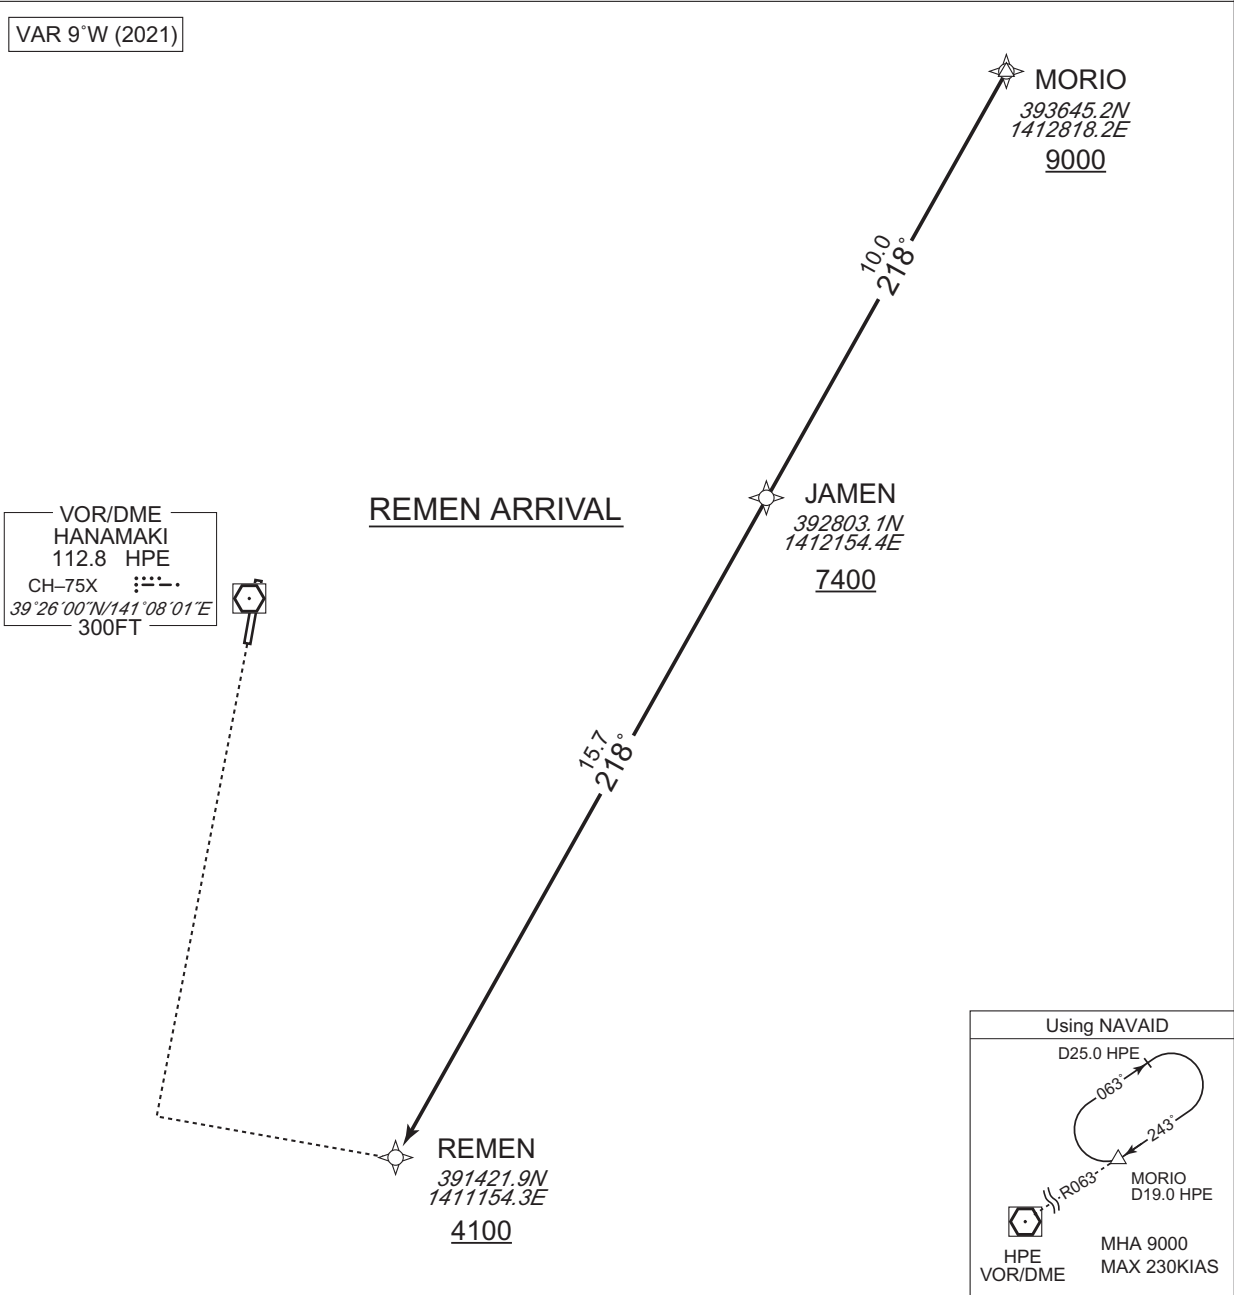 VAR 9°W (2021)
MORIO
393645.2N
1412818.2E
9000
10.0
218°
REMEN ARRIVAL
JAMEN
392803.1N
1412154.4E
7400
VOR/DME
HANAMAKI
112.8 HPE
CH–75X
39°26′00″N/141°08′01″E
300FT
15.7
218°
REMEN
391421.9N
1411154.3E
4100
Using NAVAID
D25.0 HPE
063°
243°
R063
MORIO
D19.0 HPE
HPE
VOR/DME
MHA 9000
MAX 230KIAS